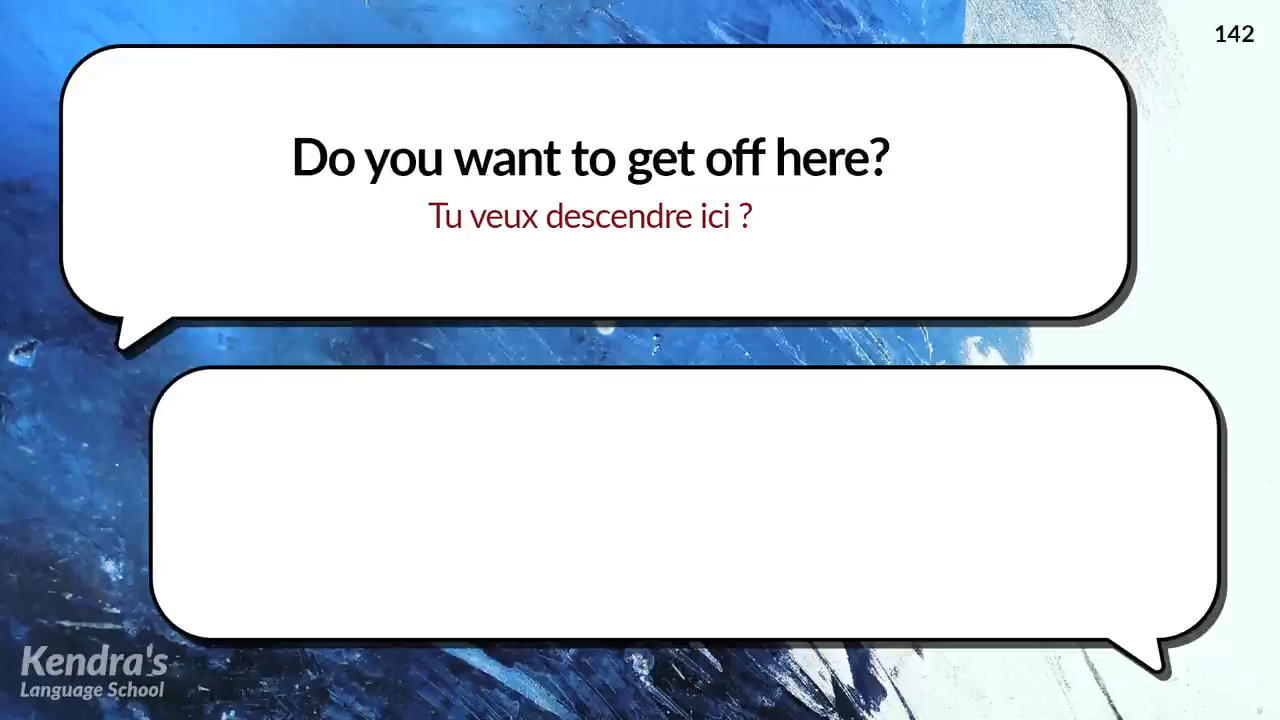 142
Do you want to get off here?
Tu veux descendre ici ?
Kendra's
Language School